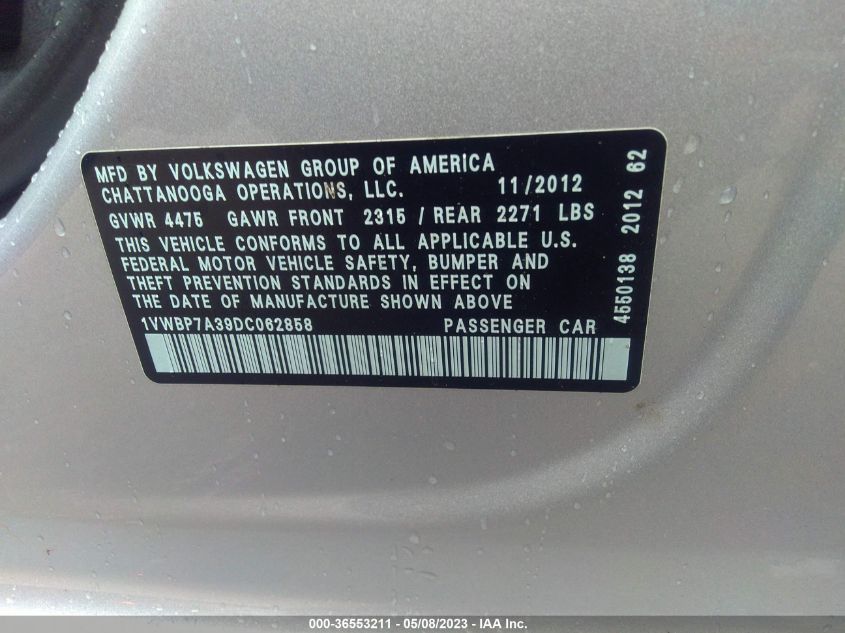 MFD BY VOLKSWAGEN GROUP OF AMERICA
CHATTANOOGA OPERATIONS, LLC. 11/2012
GVWR 4475 GAWR FRONT 2315 / REAR 2271 LBS
THIS VEHICLE CONFORMS TO ALL APPLICABLE U.S.
FEDERAL MOTOR VEHICLE SAFETY, BUMPER AND
THEFT PREVENTION STANDARDS IN EFFECT ON
THE DATE OF MANUFACTURE SHOWN ABOVE
1VWBP7A39DC062858 PASSENGER CAR
4550138 2012 62
000-36553211 - 05/08/2023 - IAA Inc.